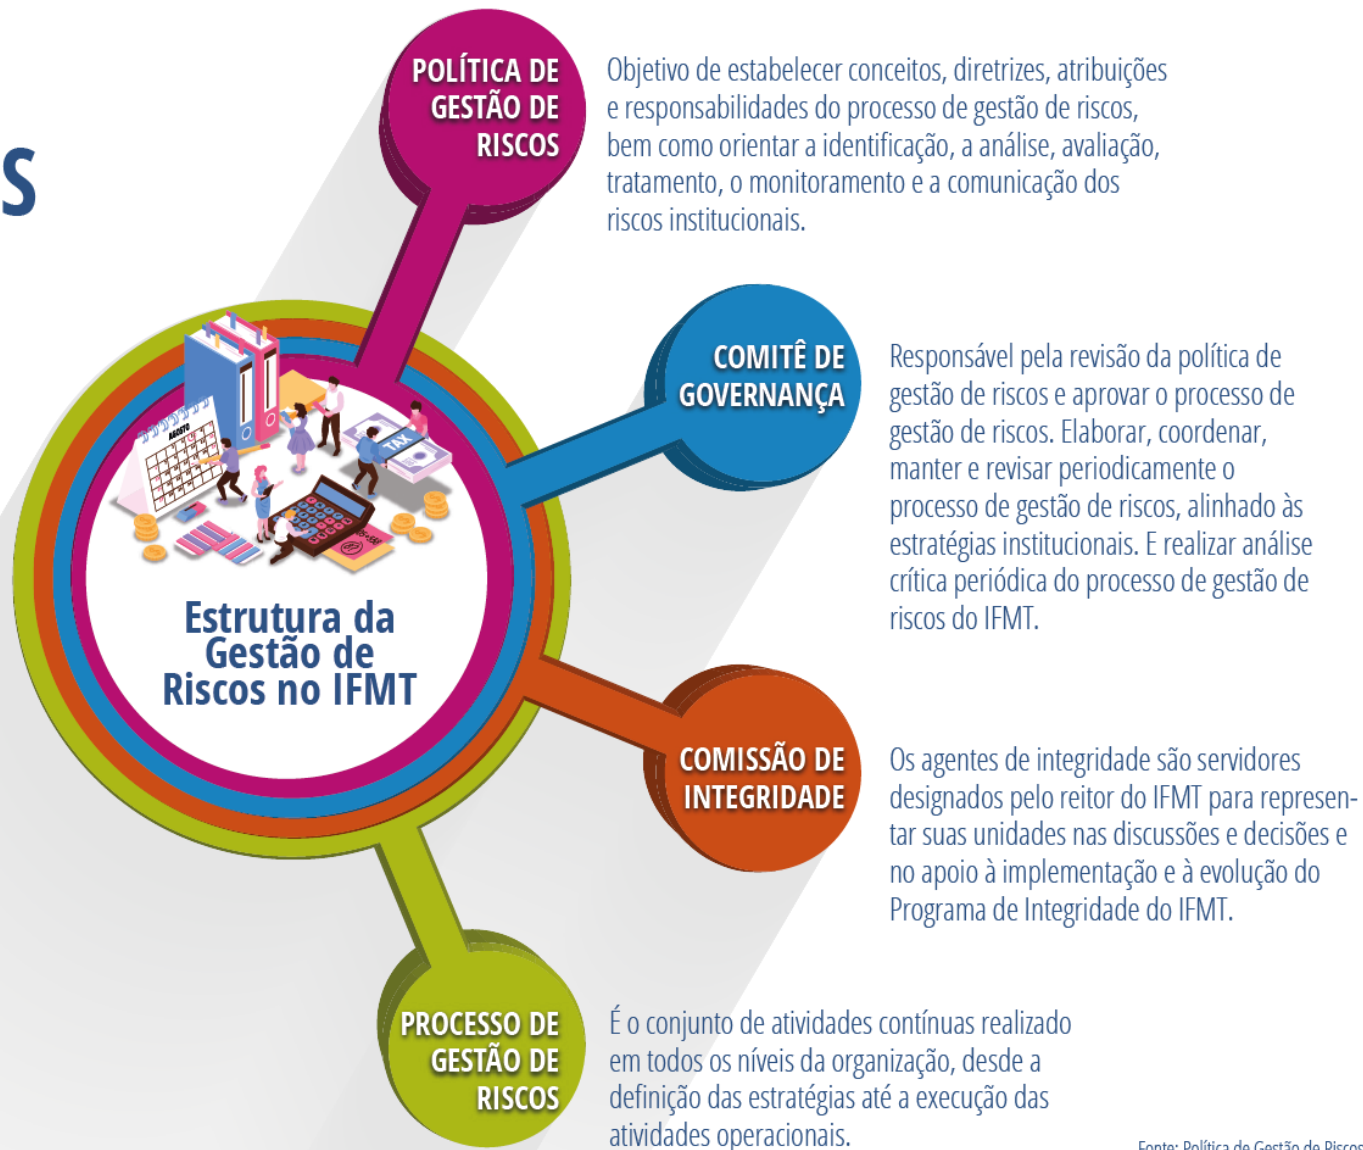 S
POLÍTICA DE
GESTÃO DE
RISCOS
Objetivo de estabelecer conceitos, diretrizes, atribuições
e responsabilidades do processo de gestão de riscos,
bem como orientar a identificação, a análise, avaliação,
tratamento, o monitoramento e a comunicação dos
riscos institucionais.
COMITÊ DE
GOVERNANÇA
Responsável pela revisão da política de
gestão de riscos e aprovar o processo de
gestão de riscos. Elaborar, coordenar,
manter e revisar periodicamente o
processo de gestão de riscos, alinhado às
estratégias institucionais. E realizar análise
crítica periódica do processo de gestão de
riscos do IFMT.
AGOSTO
TAX
Estrutura da
Gestão de
Riscos no IFMT
COMISSÃO DE
INTEGRIDADE
Os agentes de integridade são servidores
designados pelo reitor do IFMT para represen-
tar suas unidades nas discussões e decisões e
no apoio à implementação e à evolução do
Programa de Integridade do IFMT.
PROCESSO DE
GESTÃO DE
RISCOS
É o conjunto de atividades contínuas realizado
em todos os níveis da organização, desde a
definição das estratégias até a execução das
atividades operacionais.
Fonte: Política de Gestão de Riscos